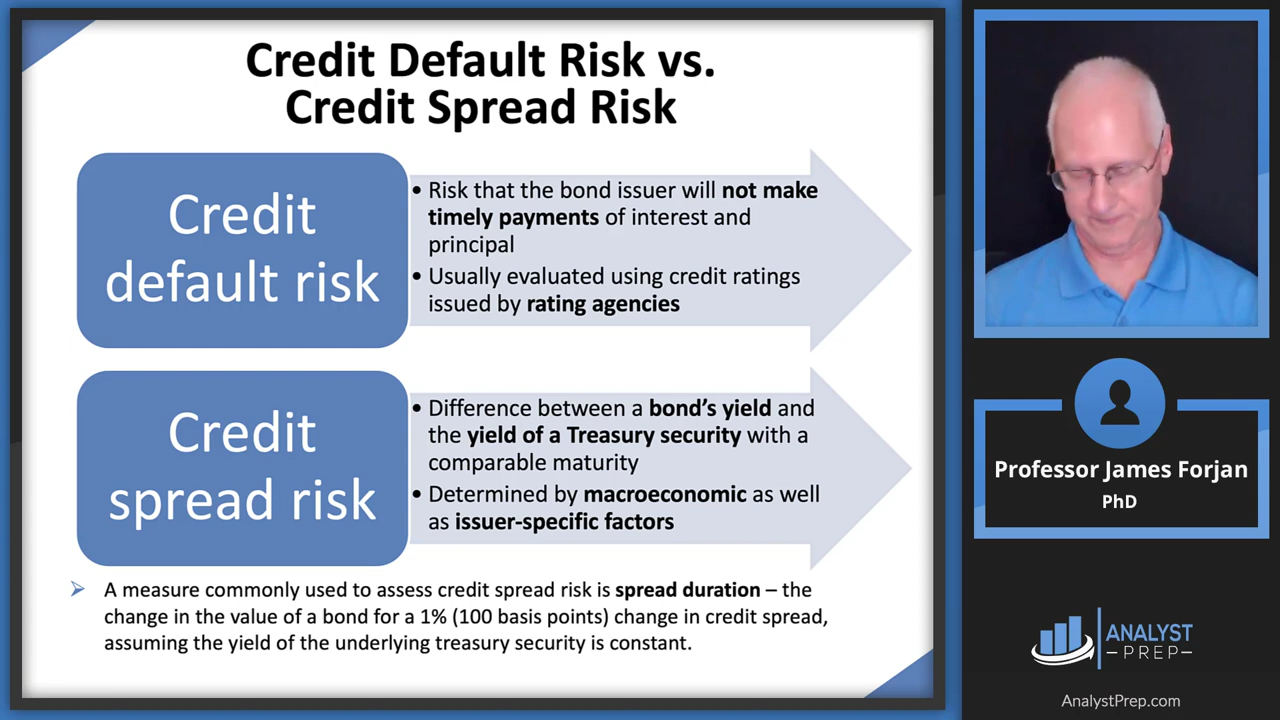 Credit Default Risk vs.
Credit Spread Risk
Credit
default risk
• Risk that the bond issuer will not make
timely payments of interest and
principal
• Usually evaluated using credit ratings
issued by rating agencies
Credit
spread risk
• Difference between a bond’s yield and
the yield of a Treasury security with a
comparable maturity
• Determined by macroeconomic as well
as issuer-specific factors
A measure commonly used to assess credit spread risk is spread duration – the
change in the value of a bond for a 1% (100 basis points) change in credit spread,
assuming the yield of the underlying treasury security is constant.
Professor James Forjan
PhD
ANALYST
–PREP–
AnalystPrep.com